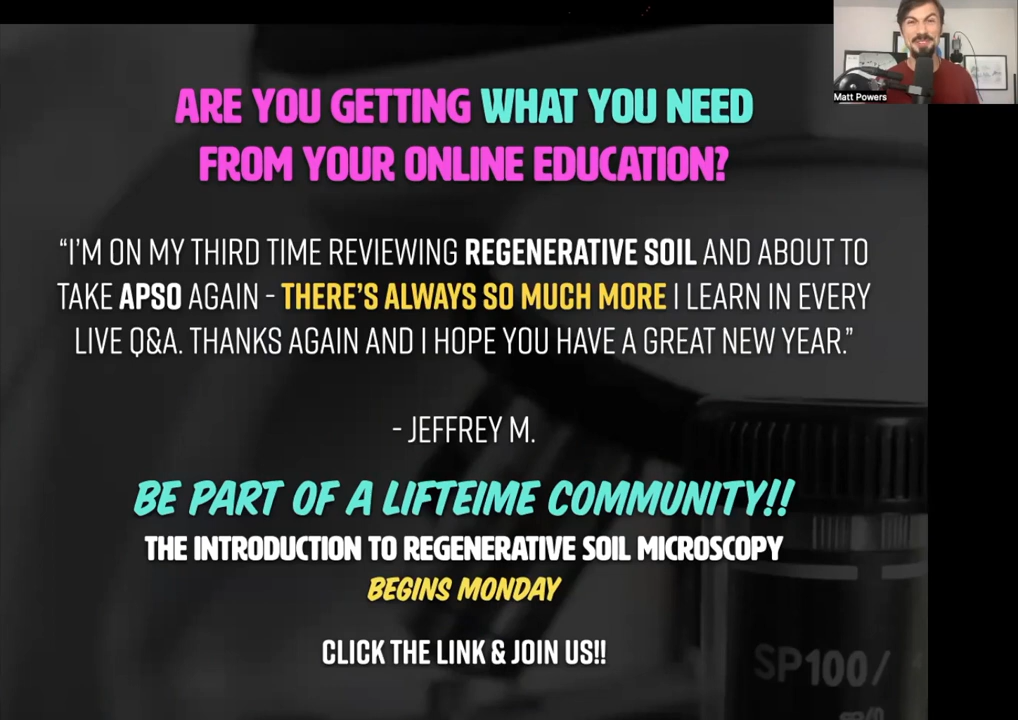 ARE YOU GETTING WHAT YOU NEED
FROM YOUR ONLINE EDUCATION?
“I’M ON MY THIRD TIME REVIEWING REGENERATIVE SOIL AND ABOUT TO
TAKE APSO AGAIN - THERE’S ALWAYS SO MUCH MORE I LEARN IN EVERY
LIVE Q&A. THANKS AGAIN AND I HOPE YOU HAVE A GREAT NEW YEAR.”
- JEFFREY M.
BE PART OF A LIFTEIME COMMUNITY!!
THE INTRODUCTION TO REGENERATIVE SOIL MICROSCOPY
BEGINS MONDAY
CLICK THE LINK & JOIN US!!
Matt Powers
SP100/